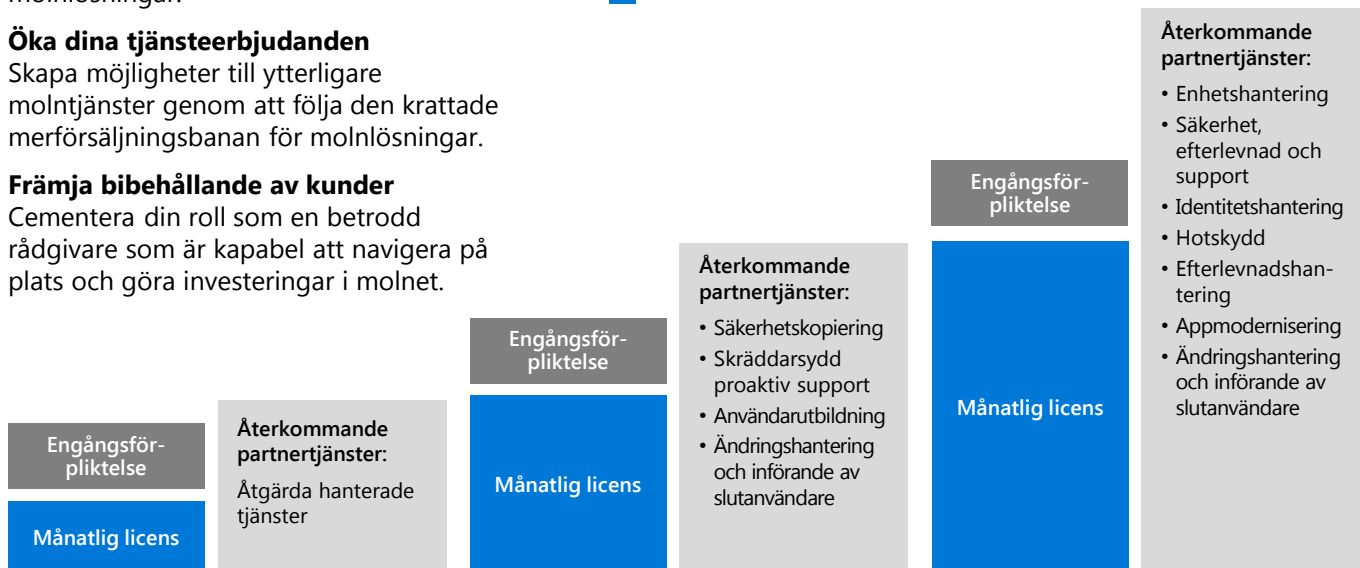 molnlösningar.
Öka dina tjänsteerbjudanden
Skapa möjligheter till ytterligare
molntjänster genom att följa den krattade
merförsäljningsbanan för molnlösningar.
Främja bibehållande av kunder
Cementera din roll som en betrodd
rådgivare som är kapabel att navigera på
plats och göra investeringar i molnet.
Engångsför-
pliktelse
Månatlig licens
Återkommande
partnertjänster:
Åtgärda hanterade
tjänster
Engångsför-
pliktelse
Månatlig licens
Återkommande
partnertjänster:
• Säkerhetskopiering
• Skräddarsydd
proaktiv support
• Användarutbildning
• Ändringshantering
och införande av
slutanvändare
Engångsför-
pliktelse
Månatlig licens
Återkommande
partnertjänster:
• Enhetshantering
• Säkerhet,
efterlevnad och
support
• Identitetshantering
• Hotskydd
• Efterlevnadshan-
tering
• Appmodernisering
• Ändringshantering
och införande av
slutanvändare